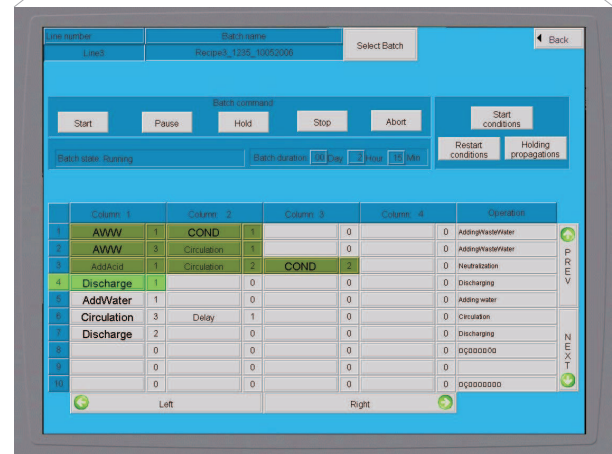 Line number Batch name
Line3 Recipe3_1235_10052009 Select Batch Back
Batch command
Start Pause Hold Stop Abort Start conditions
Restart conditions Holding propagations
Batch state: Running Batch duration: 00 Day 2 Hour 15 Min
Column: 1 Column: 2 Column: 3 Column: 4 Operation
1 AWW 1 COND 1 0 0 AddingWasteWater
2 AWW 3 Circulation 1 0 0 AddingWasteWater
3 AddAcid 1 Circulation 2 COND 2 0 Neutralization
4 Discharge 1 0 0 0 Discharging
5 AddWater 1 0 0 0 Adding water
6 Circulation 3 Delay 1 0 0 Circulation
7 Discharge 2 0 0 0 Discharging
8 0 0 0 0
9 0 0 0 0
10 0 0 0 0
PREV
NEXT
Left Right